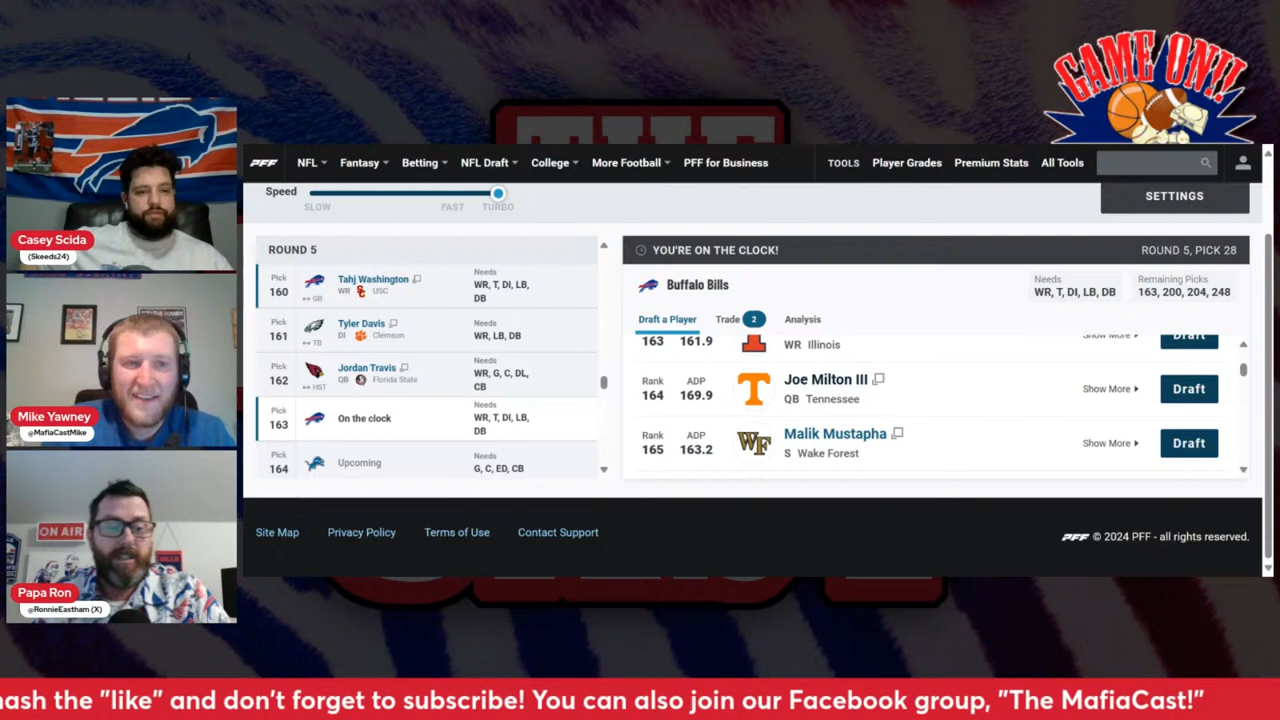 GAME ON!!
THE
PFF
NFL
Fantasy
Betting
NFL Draft
College
More Football
PFF for Business
TOOLS
Player Grades
Premium Stats
All Tools
Speed
SLOW
FAST
TURBO
SETTINGS
Casey Scida
(Skeeds24)
Mike Yawney
@MafiaCastMike
ON AIR
Papa Ron
@RonnieEastham (X)
ROUND 5
Pick 160
↔ GB
Tahj Washington
WR USC
Needs
WR, T, DI, LB, DB
Pick 161
↔ TB
Tyler Davis
DI Clemson
Needs
WR, LB, DB
Pick 162
↔ HST
Jordan Travis
QB Florida State
Needs
WR, G, C, DL, CB
Pick 163
On the clock
Needs
WR, T, DI, LB, DB
Pick 164
Upcoming
Needs
G, C, ED, CB
YOU'RE ON THE CLOCK!
ROUND 5, PICK 28
Buffalo Bills
Needs
WR, T, DI, LB, DB
Remaining Picks
163, 200, 204, 248
Draft a Player
Trade 2
Analysis
163 161.9
WR Illinois
Show More
Draft
Rank 164
ADP 169.9
Joe Milton III
QB Tennessee
Show More
Draft
Rank 165
ADP 163.2
Malik Mustapha
S Wake Forest
Show More
Draft
Site Map
Privacy Policy
Terms of Use
Contact Support
PFF © 2024 PFF - all rights reserved.
mash the "like" and don't forget to subscribe! You can also join our Facebook group, "The MafiaCast!"